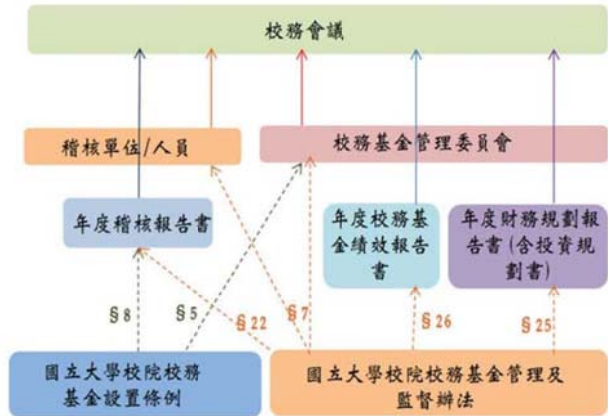 校務會議
稽核單位/人員
校務基金管理委員會
年度稽核報告書
年度校務基
金績效報告
書
年度財務規劃報
告書(含投資規
劃書)
§8
§5
§22
§7
§26
§25
國立大學校院校務
基金設置條例
國立大學校院校務基金管理及
監督辦法